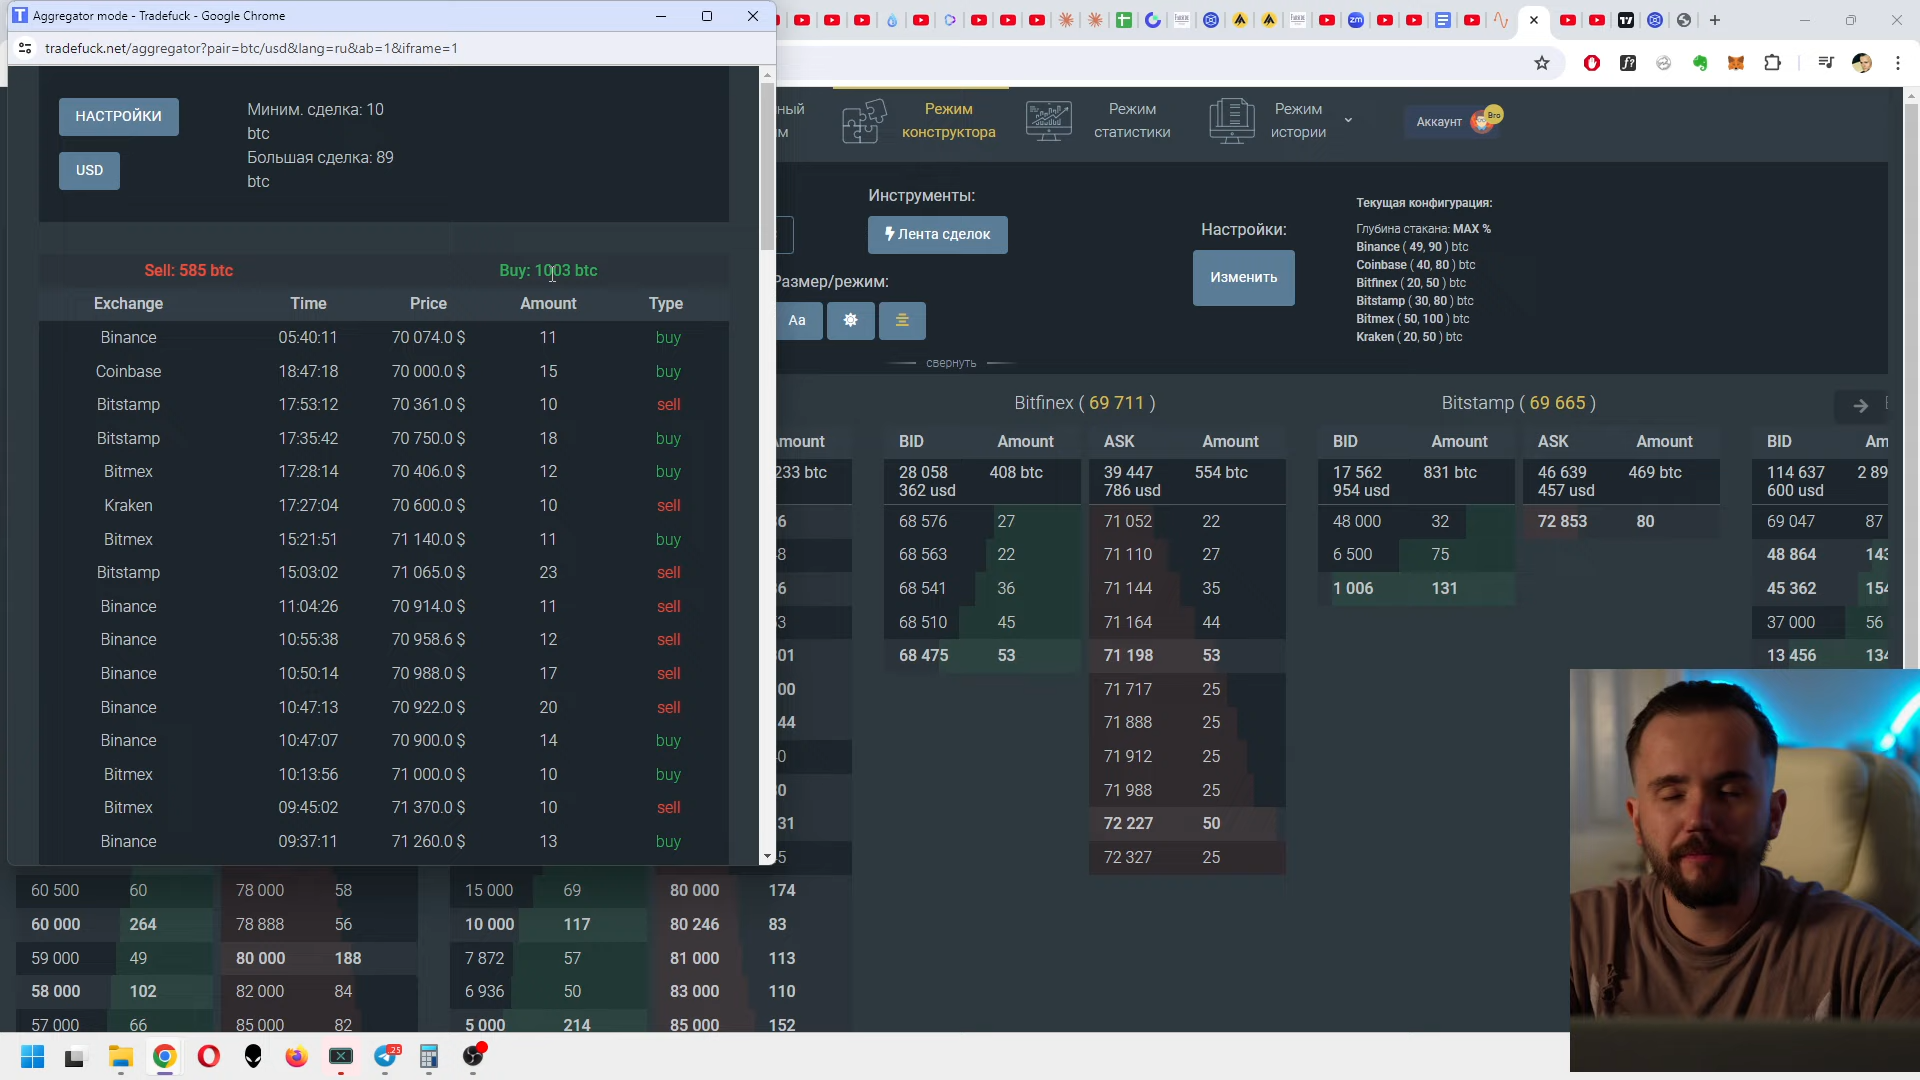 Aggregator mode - Tradefuck - Google Chrome
tradefuck.net/aggregator?pair=btc/usd&lang=ru&ab=1&iframe=1
НАСТРОЙКИ
USD
Миним. сделка: 10
btc
Большая сделка: 89
btc
Sell: 585 btc Buy: 1003 btc
Exchange Time Price Amount Type
Binance 05:40:11 70 074.0 $ 11 buy
Coinbase 18:47:18 70 000.0 $ 15 buy
Bitstamp 17:53:12 70 361.0 $ 10 sell
Bitstamp 17:35:42 70 750.0 $ 18 buy
Bitmex 17:28:14 70 406.0 $ 12 buy
Kraken 17:27:04 70 600.0 $ 10 sell
Bitmex 15:21:51 71 140.0 $ 11 buy
Bitstamp 15:03:02 71 065.0 $ 23 sell
Binance 11:04:26 70 914.0 $ 11 sell
Binance 10:55:38 70 958.6 $ 12 sell
Binance 10:50:14 70 988.0 $ 17 sell
Binance 10:47:13 70 922.0 $ 20 sell
Binance 10:47:07 70 900.0 $ 14 buy
Bitmex 10:13:56 71 000.0 $ 10 buy
Bitmex 09:45:02 71 370.0 $ 10 sell
Binance 09:37:11 71 260.0 $ 13 buy
ный
им
Режим
конструктора
Режим
статистики
Режим
истории
Аккаунт
Bro
Инструменты:
Лента сделок
Размер/режим:
Aa
свернуть
Настройки:
Изменить
Текущая конфигурация:
Глубина стакана: MAX %
Binance ( 49, 90 ) btc
Coinbase ( 40, 80 ) btc
Bitfinex ( 20, 50 ) btc
Bitstamp ( 30, 80 ) btc
Bitmex ( 50, 100 ) btc
Kraken ( 20, 50 ) btc
Bitfinex ( 69 711 )
BID Amount ASK Amount
28 058 408 btc 39 447 554 btc
362 usd 786 usd
68 576 27 71 052 22
68 563 22 71 110 27
68 541 36 71 144 35
68 510 45 71 164 44
68 475 53 71 198 53
71 717 25
71 888 25
71 912 25
71 988 25
72 227 50
72 327 25
Bitstamp ( 69 665 )
BID Amount ASK Amount
17 562 831 btc 46 639 469 btc
954 usd 457 usd
48 000 32 72 853 80
6 500 75
1 006 131
BID Am
114 637 2 89
600 usd
69 047 87
48 864 143
45 362 154
37 000 56
13 456 134
60 500 60 78 000 58 15 000 69 80 000 174
60 000 264 78 888 56 10 000 117 80 246 83
59 000 49 80 000 188 7 872 57 81 000 113
58 000 102 82 000 84 6 936 50 83 000 110
57 000 66 85 000 82 5 000 214 85 000 152
25